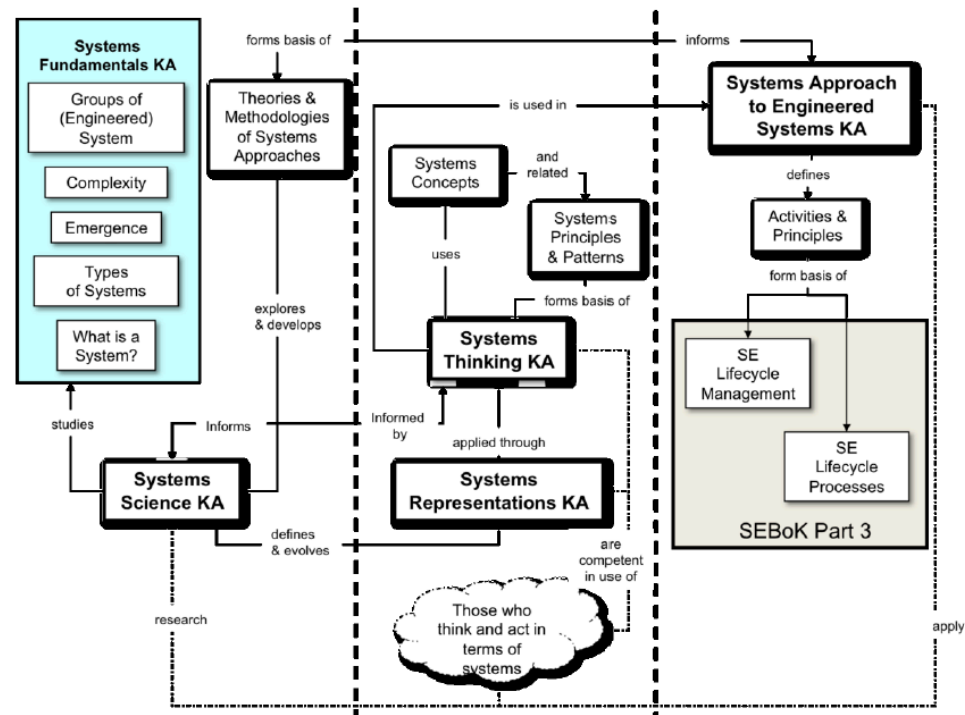 Systems
Fundamentals KA
Groups of
(Engineered)
System
Complexity
Emergence
Types
of Systems
What is a
System?
studies
forms basis of
Theories &
Methodologies
of Systems
Approaches
explores
& develops
Informs
Systems
Science KA
defines
& evolves
research
is used in
Systems
Concepts
and
related
Systems
Principles
& Patterns
uses
forms basis of
Systems
Thinking KA
Informed
by
applied through
Systems
Representations KA
are
competent
in use of
Those who
think and act in
terms of
systems
informs
Systems Approach
to Engineered
Systems KA
defines
Activities &
Principles
form basis of
SE
Lifecycle
Management
SE
Lifecycle
Processes
SEBoK Part 3
apply